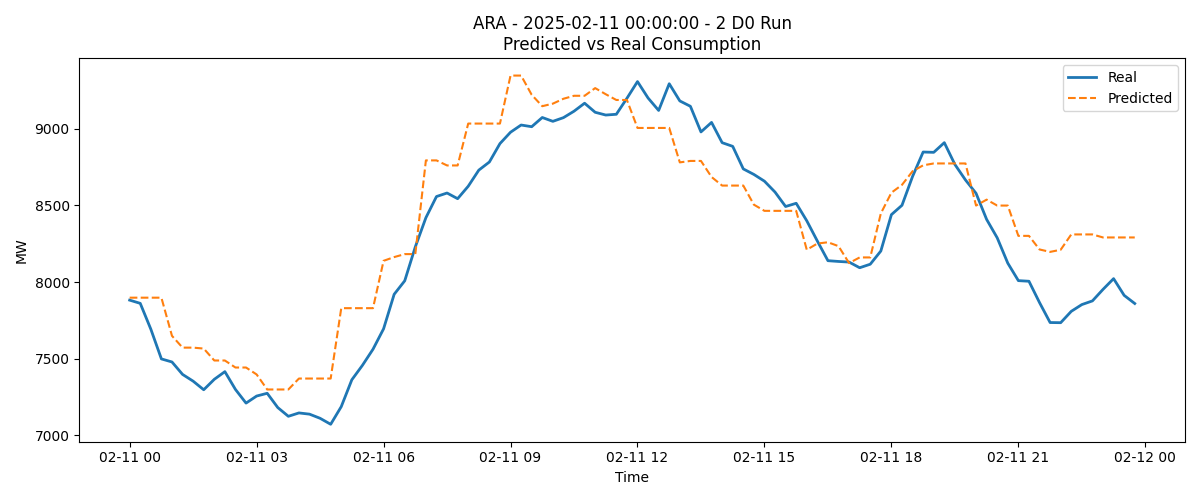 ARA - 2025-02-11 00:00:00 - 2 D0 Run
Predicted vs Real Consumption
Real
Predicted
MW
9000
8500
8000
7500
7000
02-11 00
02-11 03
02-11 06
02-11 09
02-11 12
02-11 15
02-11 18
02-11 21
02-12 00
Time